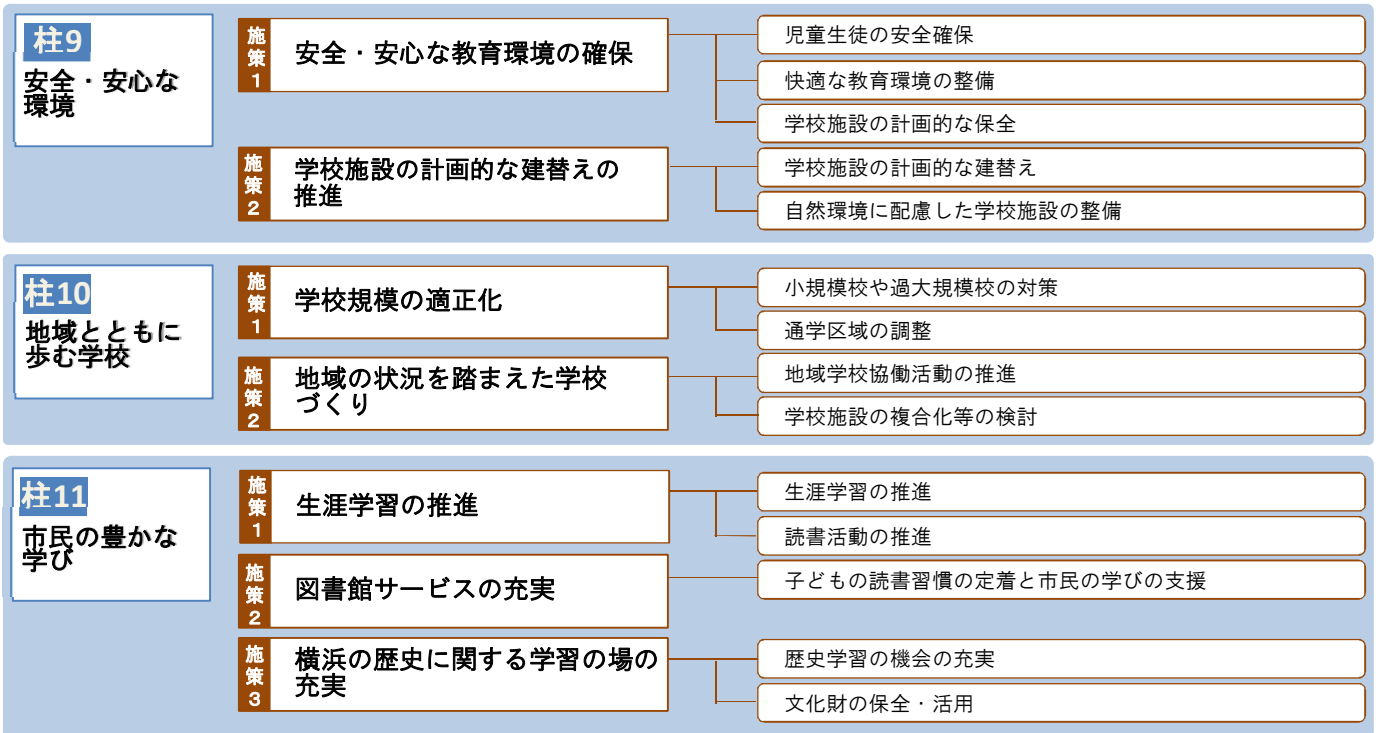 柱9
安全・安心な
環境
施策1
安全・安心な教育環境の確保
児童生徒の安全確保
快適な教育環境の整備
学校施設の計画的な保全
施策2
学校施設の計画的な建替えの
推進
学校施設の計画的な建替え
自然環境に配慮した学校施設の整備
柱10
地域とともに
歩む学校
施策1
学校規模の適正化
小規模校や過大規模校の対策
通学区域の調整
施策2
地域の状況を踏まえた学校
づくり
地域学校協働活動の推進
学校施設の複合化等の検討
柱11
市民の豊かな
学び
施策1
生涯学習の推進
生涯学習の推進
読書活動の推進
施策2
図書館サービスの充実
子どもの読書習慣の定着と市民の学びの支援
施策3
横浜の歴史に関する学習の場の
充実
歴史学習の機会の充実
文化財の保全・活用